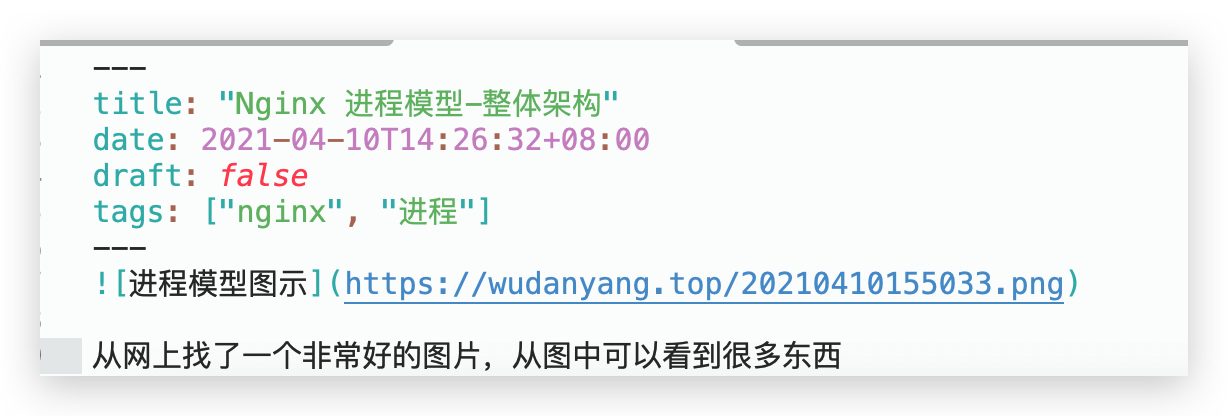 ---
title: "Nginx 进程模型-整体架构"
date: 2021-04-10T14:26:32+08:00
draft: false
tags: ["nginx", "进程"]
---
![进程模型图示](https://wudanyang.top/20210410155033.png)
从网上找了一个非常好的图片，从图中可以看到很多东西